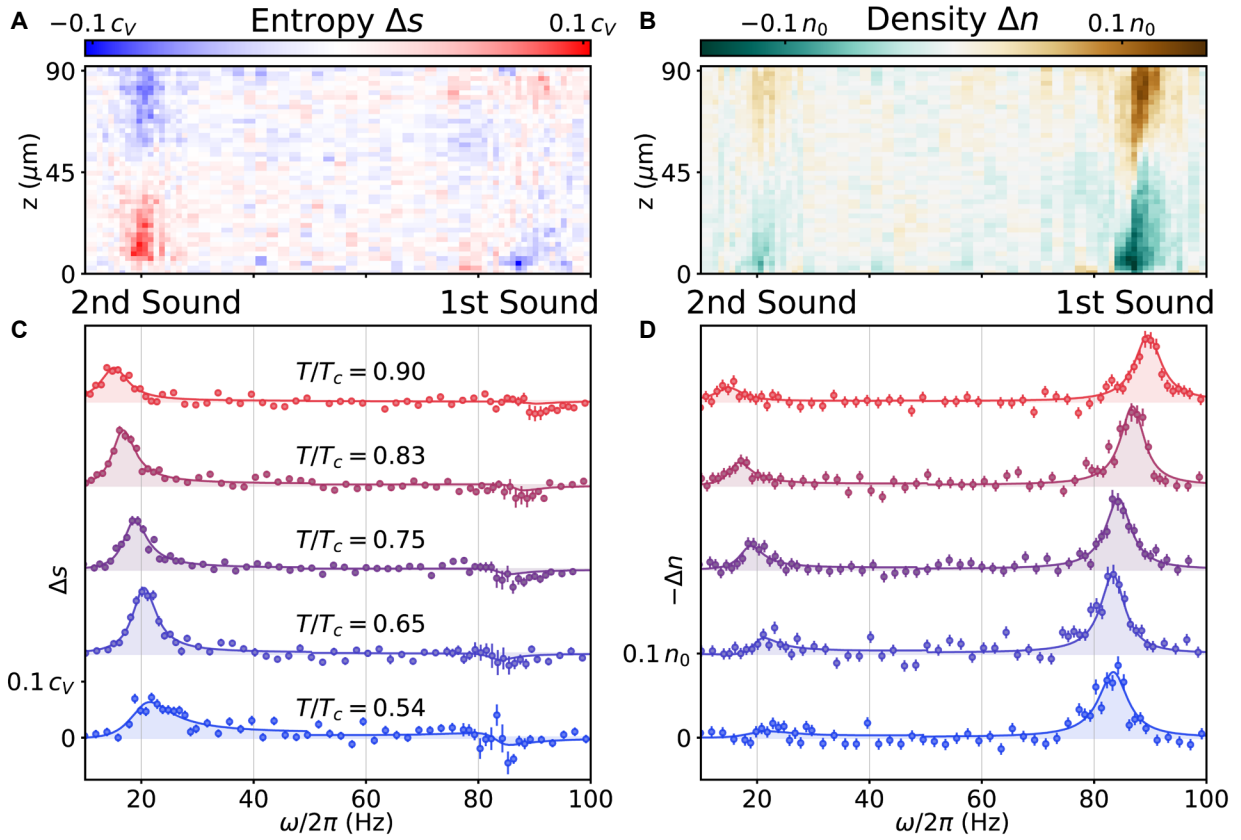 A
−0.1 c_V
Entropy Δs
0.1 c_V
90
45
0
z (μm)
2nd Sound
1st Sound
B
−0.1 n₀
Density Δn
0.1 n₀
90
45
0
z (μm)
2nd Sound
1st Sound
C
T/T_c = 0.90
T/T_c = 0.83
T/T_c = 0.75
T/T_c = 0.65
T/T_c = 0.54
Δs
0.1 c_V
0
20
40
60
80
100
ω/2π (Hz)
D
−Δn
0.1 n₀
0
20
40
60
80
100
ω/2π (Hz)